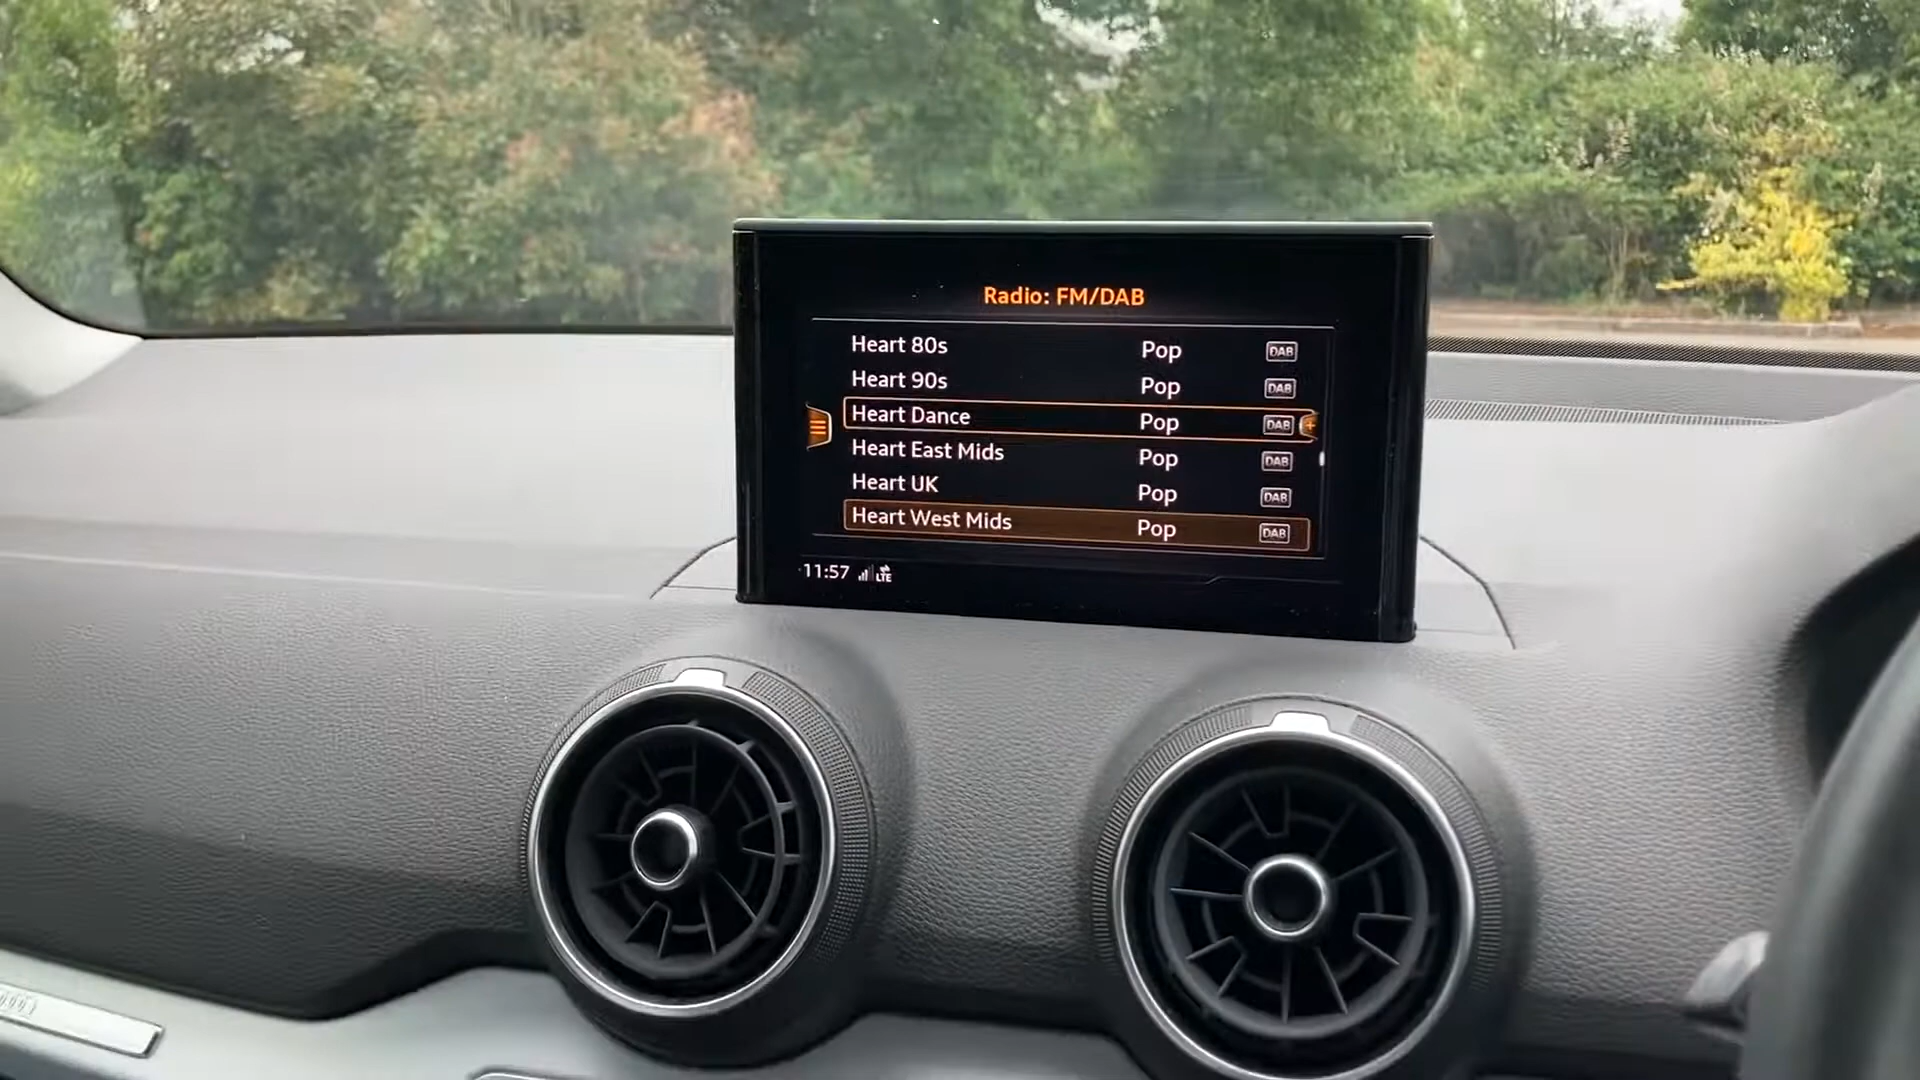 Radio: FM/DAB
Heart 80s Pop DAB
Heart 90s Pop DAB
Heart Dance Pop DAB
Heart East Mids Pop DAB
Heart UK Pop DAB
Heart West Mids Pop DAB
11:57 LTE